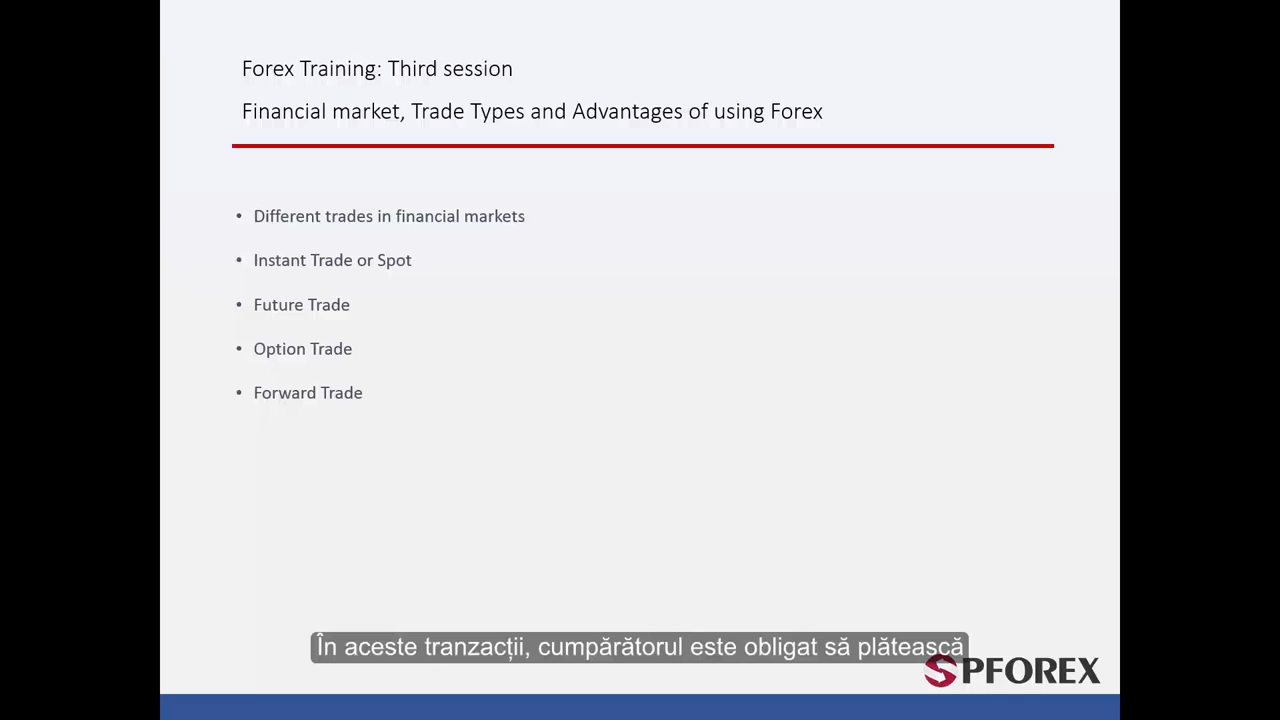 Forex Training: Third session
Financial market, Trade Types and Advantages of using Forex
• Different trades in financial markets
• Instant Trade or Spot
• Future Trade
• Option Trade
• Forward Trade
În aceste tranzacții, cumpărătorul este obligat să plătească
SPFOREX